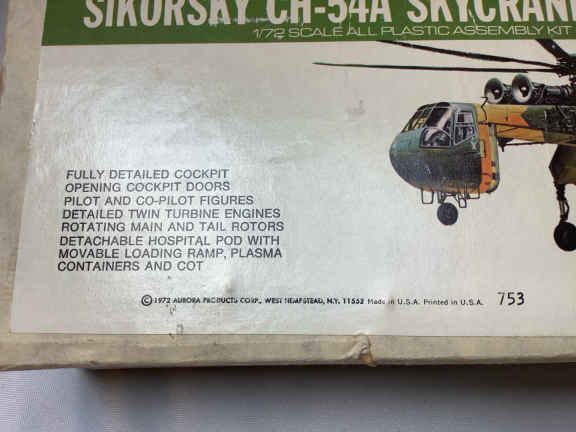 SIKORSKY CH-54A SKYCRANE
1/72 SCALE ALL PLASTIC ASSEMBLY KIT
FULLY DETAILED COCKPIT
OPENING COCKPIT DOORS
PILOT AND CO-PILOT FIGURES
DETAILED TWIN TURBINE ENGINES
ROTATING MAIN AND TAIL ROTORS
DETACHABLE HOSPITAL POD WITH
MOVABLE LOADING RAMP, PLASMA
CONTAINERS AND COT
© 1972 AURORA PRODUCTS CORP., WEST HEMPSTEAD, N.Y. 11552 Made in U.S.A. Printed in U.S.A. 753